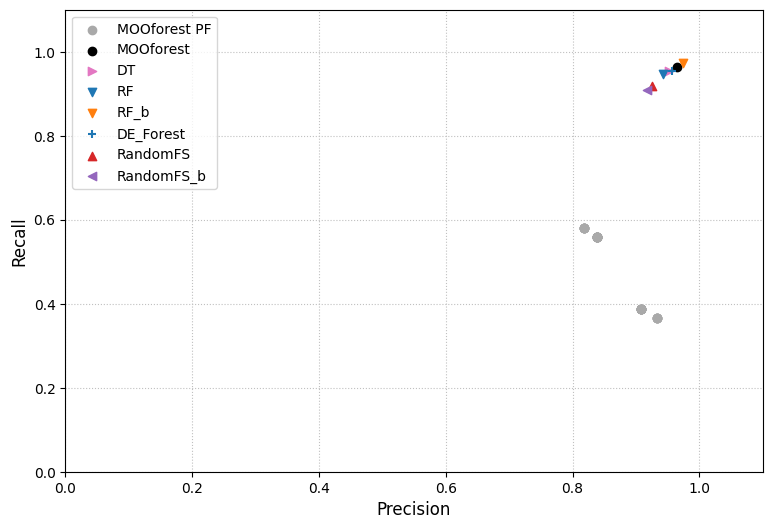 MOOforest PF
MOOforest
DT
RF
RF_b
DE_Forest
RandomFS
RandomFS_b
1.0
0.8
0.6
0.4
0.2
0.0
Recall
0.0 0.2 0.4 0.6 0.8 1.0
Precision